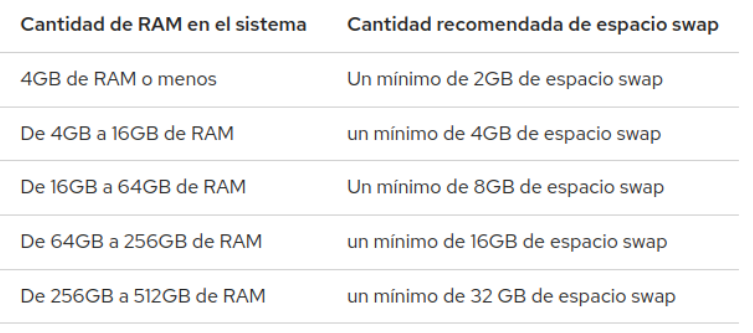 Cantidad de RAM en el sistema Cantidad recomendada de espacio swap
4GB de RAM o menos Un mínimo de 2GB de espacio swap
De 4GB a 16GB de RAM un mínimo de 4GB de espacio swap
De 16GB a 64GB de RAM Un mínimo de 8GB de espacio swap
De 64GB a 256GB de RAM un mínimo de 16GB de espacio swap
De 256GB a 512GB de RAM un mínimo de 32 GB de espacio swap